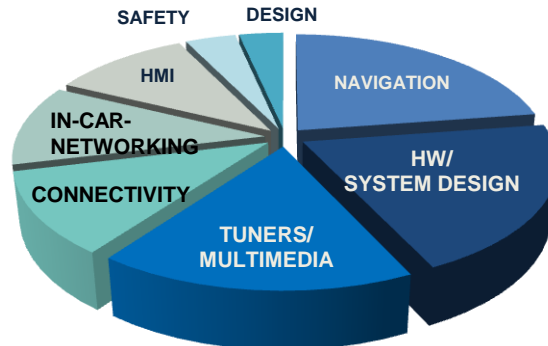 SAFETY
DESIGN
HMI
NAVIGATION
IN-CAR-
NETWORKING
HW/
SYSTEM DESIGN
CONNECTIVITY
TUNERS/
MULTIMEDIA